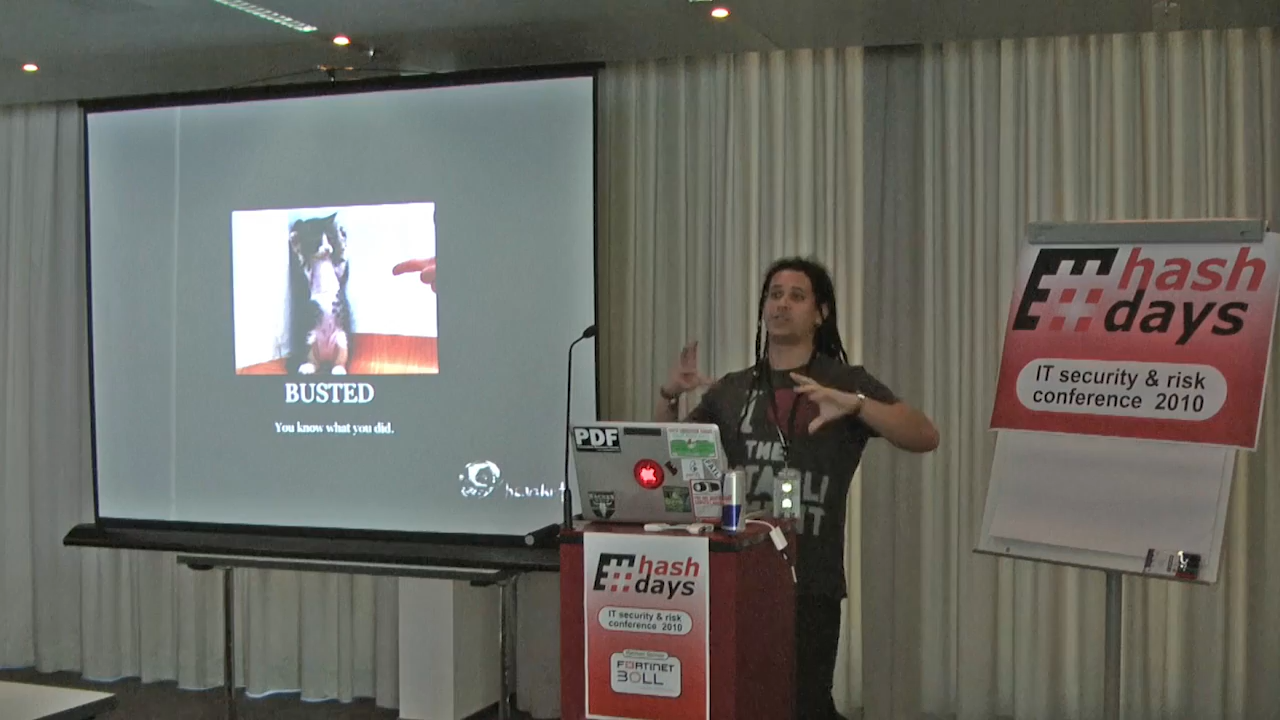 BUSTED
You know what you did.
PDF
hash
days
IT security & risk
conference 2010
FORTINET
BOLL
THE
hash
days
IT security & risk
conference 2010